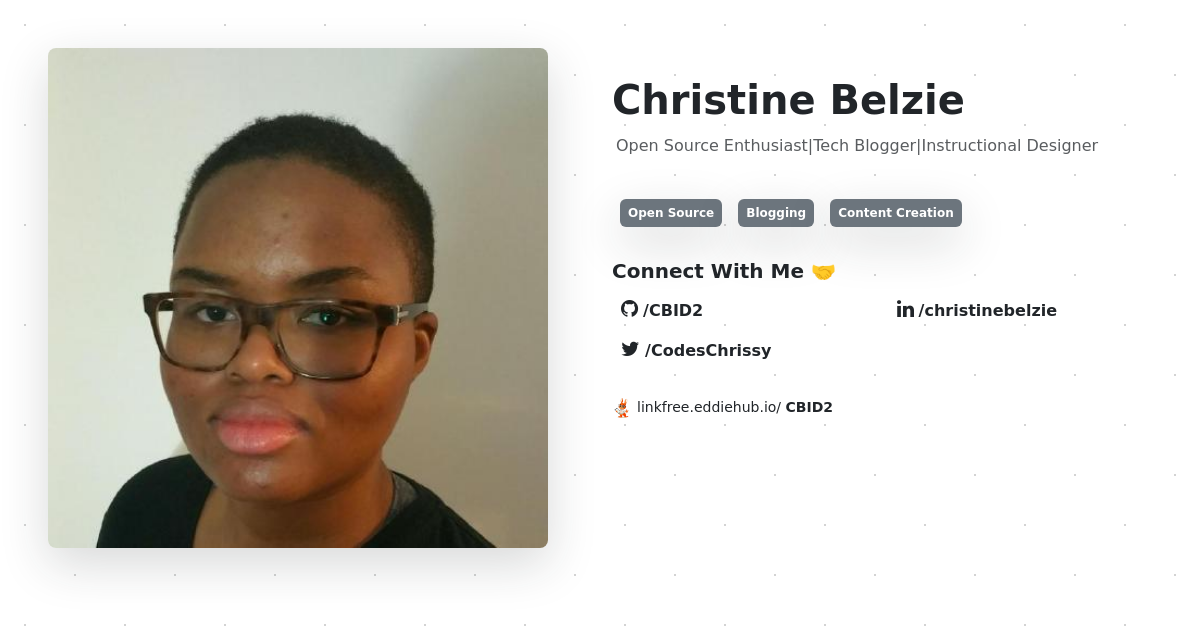 Christine Belzie
Open Source Enthusiast|Tech Blogger|Instructional Designer
Open Source Blogging Content Creation
Connect With Me 🤝
/CBID2 /christinebelzie
/CodesChrissy
linkfree.eddiehub.io/ CBID2